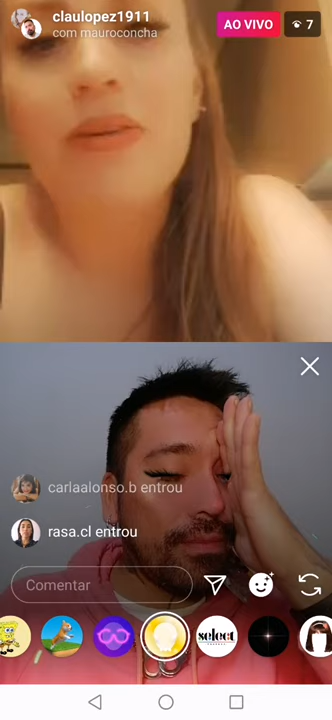 claulopez1911
com mauroconcha
AO VIVO
7
carlaalonso.b entrou
rasa.cl entrou
Comentar
select